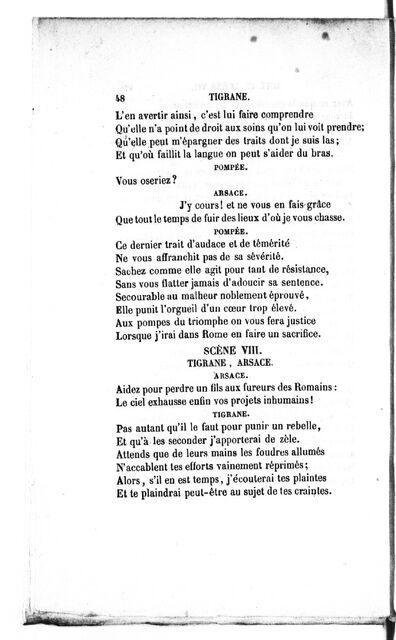 48 TIGRANE.
L'en avertir ainsi, c'est lui faire comprendre
Qu'elle n'a point de droit aux soins qu'on lui voit prendre;
Qu'elle peut m'épargner des traits dont je suis las;
Et qu'où faillit la langue on peut s'aider du bras.
POMPÉE.
Vous oseriez?
ARSACE.
J'y cours! et ne vous en fais grâce
Que tout le temps de fuir des lieux d'où je vous chasse.
POMPÉE.
Ce dernier trait d'audace et de témérité
Ne vous affranchit pas de sa sévérité.
Sachez comme elle agit pour tant de résistance,
Sans vous flatter jamais d'adoucir sa sentence.
Secourable au malheur noblement éprouvé,
Elle punit l'orgueil d'un cœur trop élevé.
Aux pompes du triomphe on vous fera justice
Lorsque j'irai dans Rome en faire un sacrifice.
SCÈNE VIII.
TIGRANE, ARSACE.
ARSACE.
Aidez pour perdre un fils aux fureurs des Romains:
Le ciel exhausse enfin vos projets inhumains!
TIGRANE.
Pas autant qu'il le faut pour punir un rebelle,
Et qu'à les seconder j'apporterai de zèle.
Attends que de leurs mains les foudres allumés
N'accablent tes efforts vainement réprimés;
Alors, s'il en est temps, j'écouterai tes plaintes
Et te plaindrai peut-être au sujet de tes craintes.